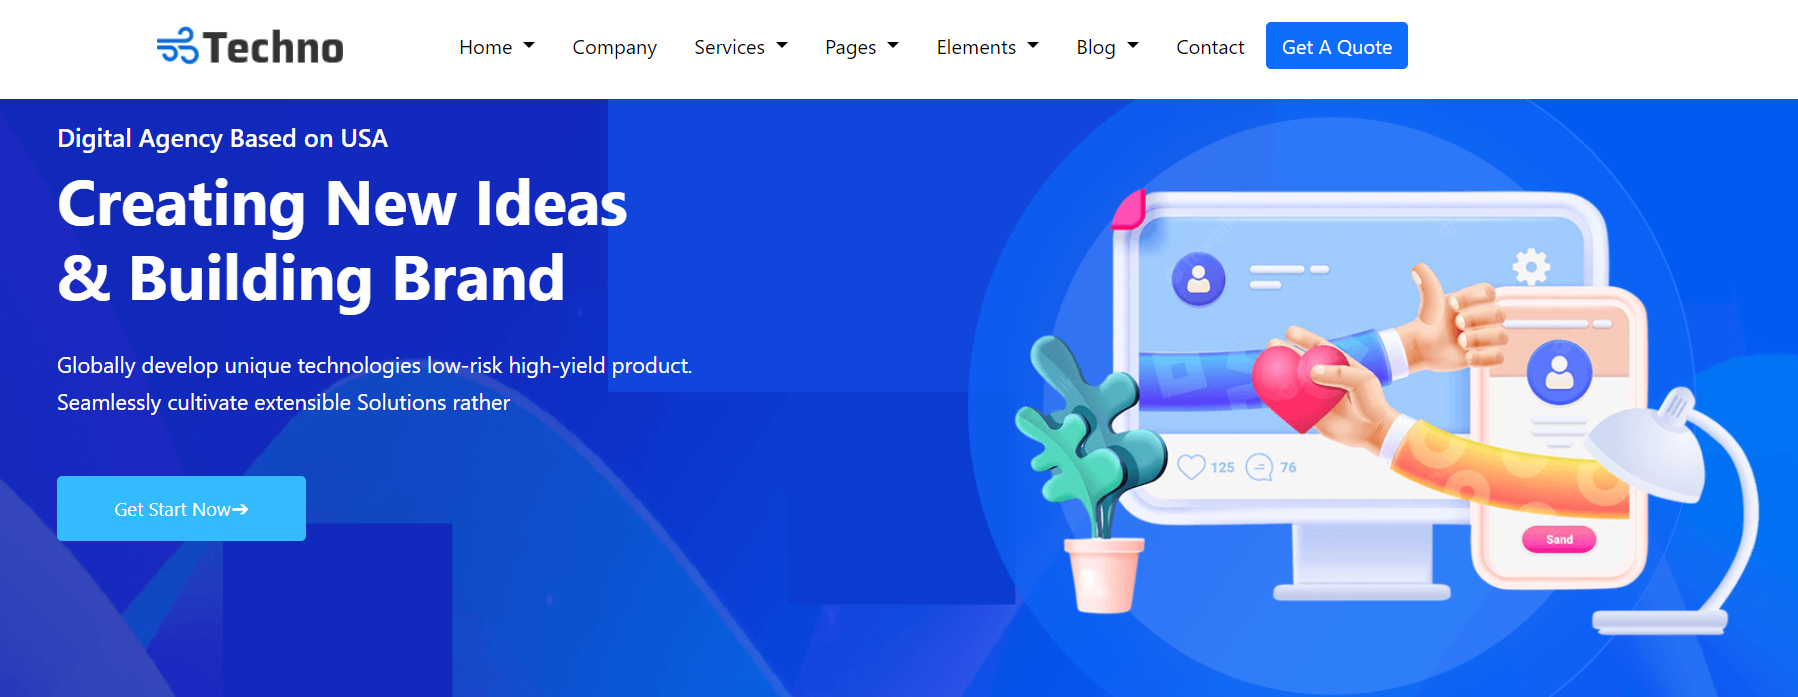 Techno
Home Company Services Pages Elements Blog Contact Get A Quote
Digital Agency Based on USA
Creating New Ideas
& Building Brand
Globally develop unique technologies low-risk high-yield product.
Seamlessly cultivate extensible Solutions rather
Get Start Now➔
125 76
Sand